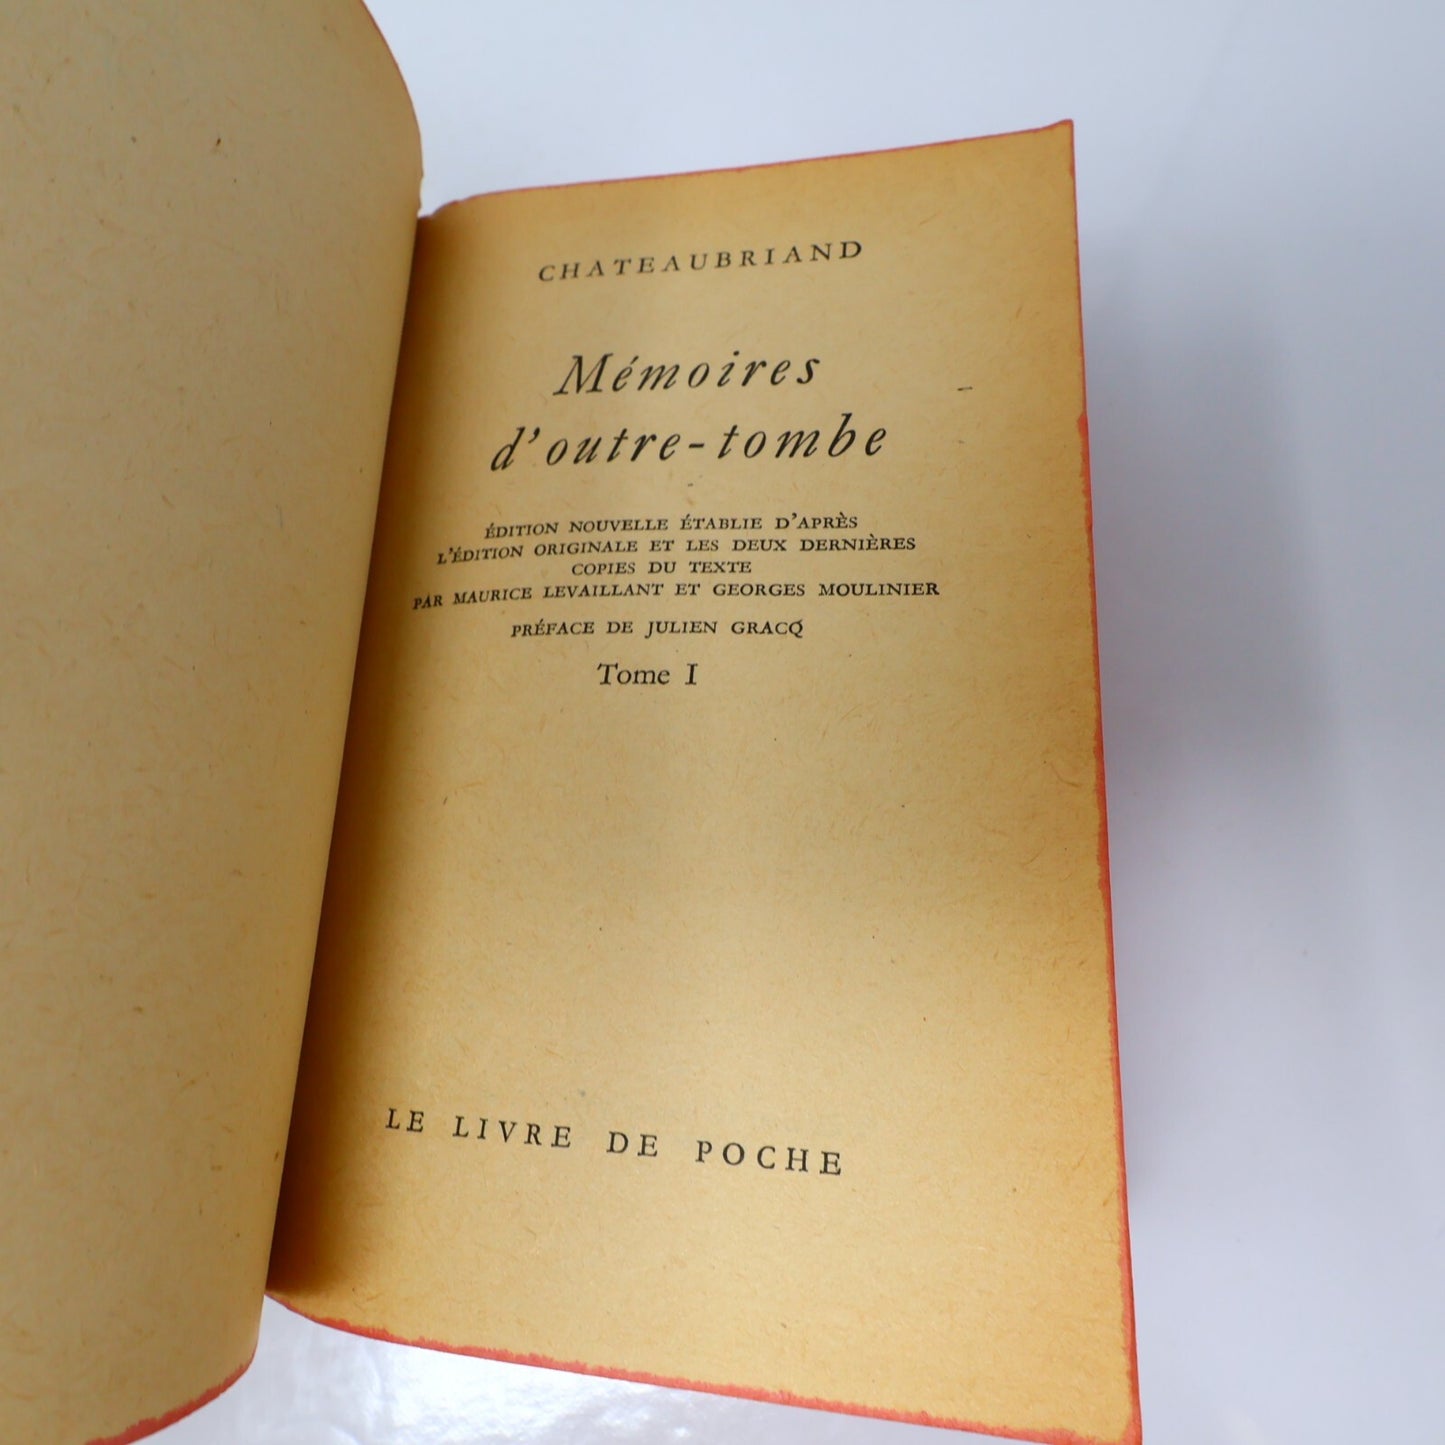 CHATEAUBRIAND
Mémoires
d'outre-tombe
ÉDITION NOUVELLE ÉTABLIE D'APRÈS
L'ÉDITION ORIGINALE ET LES DEUX DERNIÈRES
COPIES DU TEXTE
PAR MAURICE LEVAILLANT ET GEORGES MOULINIER
PRÉFACE DE JULIEN GRACQ
Tome I
LE LIVRE DE POCHE